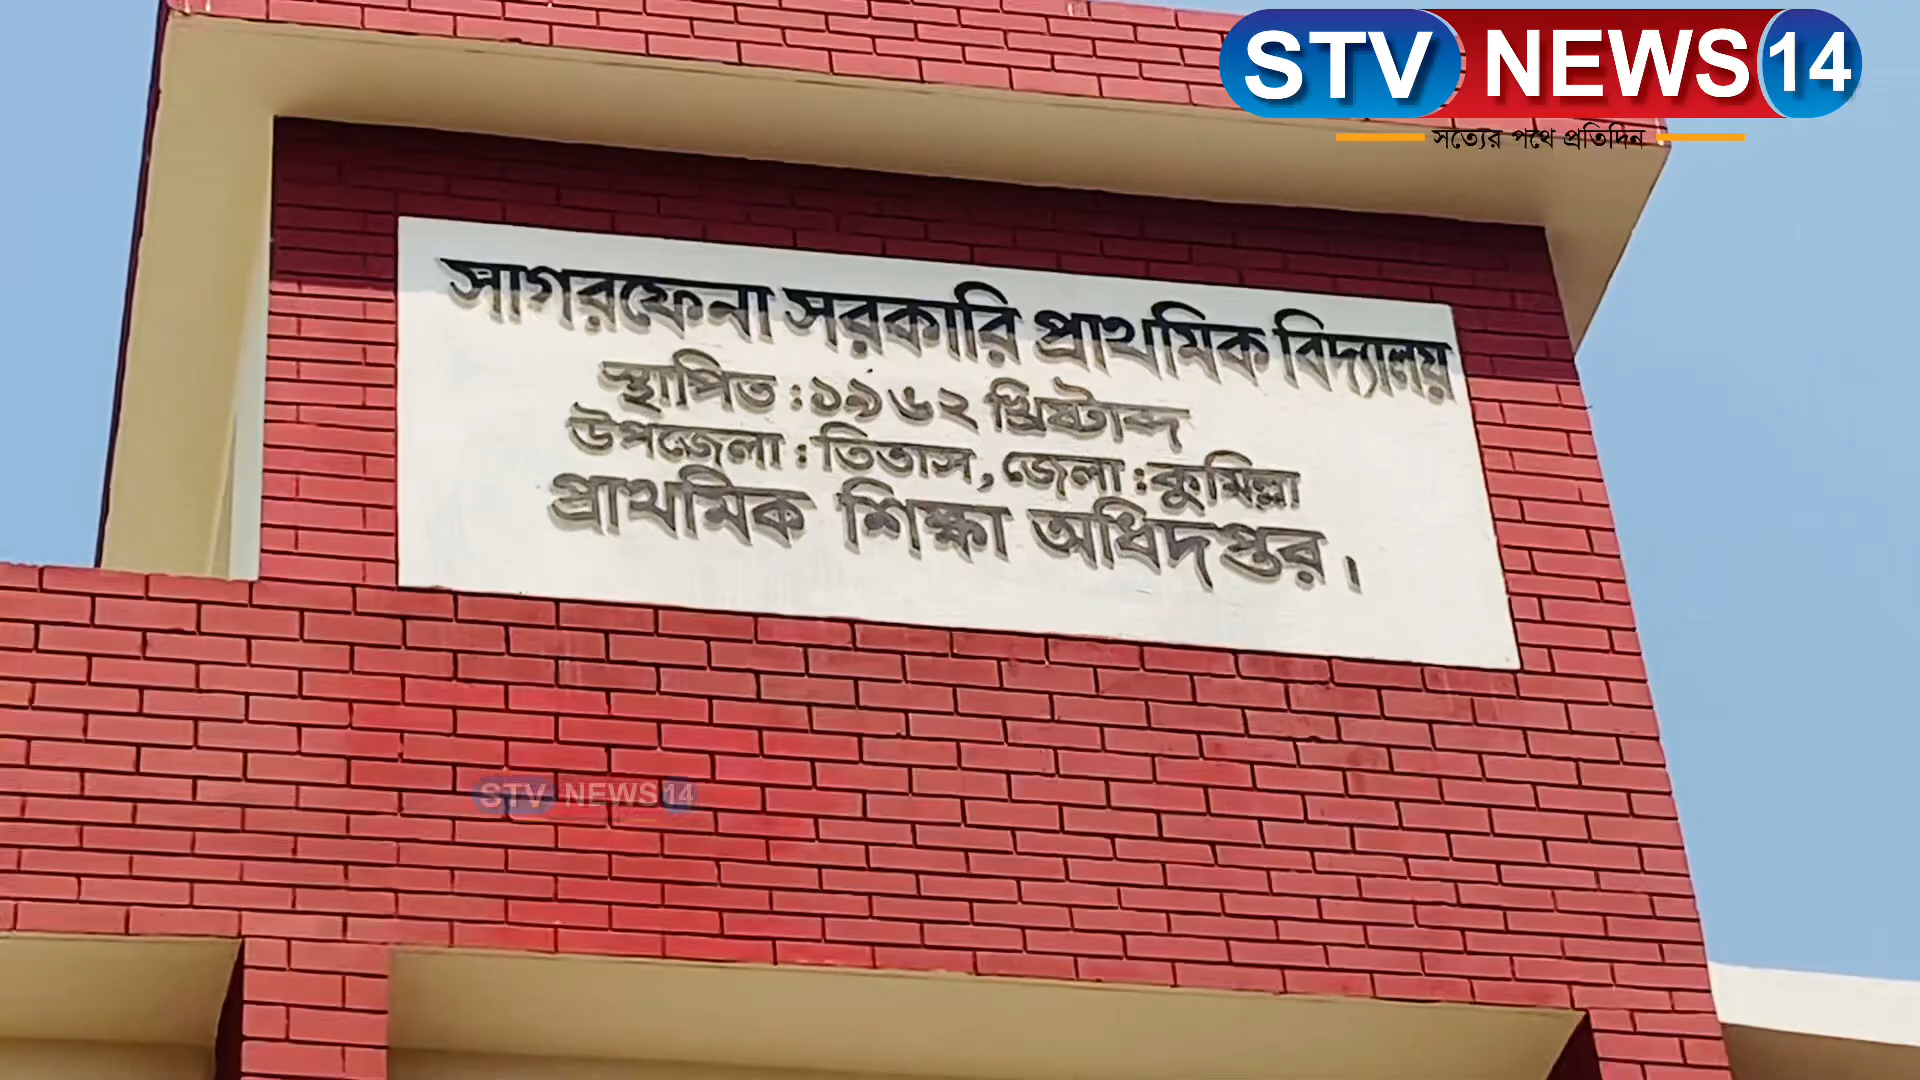 STV NEWS 14
সত্যের পথে প্রতিদিন
সাগরফেনা সরকারি প্রাথমিক বিদ্যালয়
স্থাপিত : ১৯৬২ খ্রিষ্টাব্দ
উপজেলা : তিতাস, জেলা : কুমিল্লা
প্রাথমিক শিক্ষা অধিদপ্তর।
STV NEWS 14